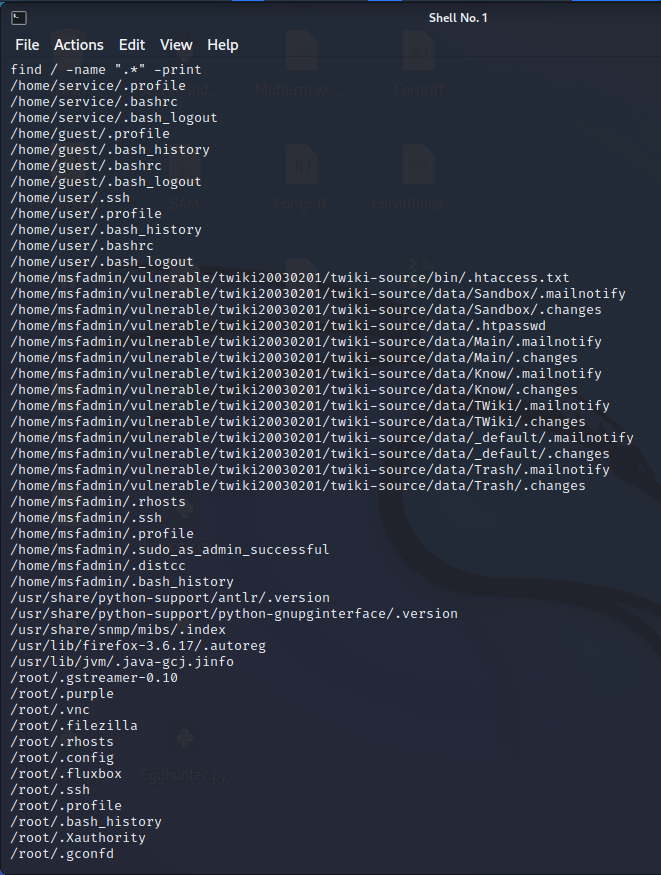 Shell No. 1
File Actions Edit View Help
find / -name ".*" -print
/home/service/.profile
/home/service/.bashrc
/home/service/.bash_logout
/home/guest/.profile
/home/guest/.bash_history
/home/guest/.bashrc
/home/guest/.bash_logout
/home/user/.ssh
/home/user/.profile
/home/user/.bash_history
/home/user/.bashrc
/home/user/.bash_logout
/home/msfadmin/vulnerable/twiki20030201/twiki-source/bin/.htaccess.txt
/home/msfadmin/vulnerable/twiki20030201/twiki-source/data/Sandbox/.mailnotify
/home/msfadmin/vulnerable/twiki20030201/twiki-source/data/Sandbox/.changes
/home/msfadmin/vulnerable/twiki20030201/twiki-source/data/.htpasswd
/home/msfadmin/vulnerable/twiki20030201/twiki-source/data/Main/.mailnotify
/home/msfadmin/vulnerable/twiki20030201/twiki-source/data/Main/.changes
/home/msfadmin/vulnerable/twiki20030201/twiki-source/data/Know/.mailnotify
/home/msfadmin/vulnerable/twiki20030201/twiki-source/data/Know/.changes
/home/msfadmin/vulnerable/twiki20030201/twiki-source/data/TWiki/.mailnotify
/home/msfadmin/vulnerable/twiki20030201/twiki-source/data/TWiki/.changes
/home/msfadmin/vulnerable/twiki20030201/twiki-source/data/_default/.mailnotify
/home/msfadmin/vulnerable/twiki20030201/twiki-source/data/_default/.changes
/home/msfadmin/vulnerable/twiki20030201/twiki-source/data/Trash/.mailnotify
/home/msfadmin/vulnerable/twiki20030201/twiki-source/data/Trash/.changes
/home/msfadmin/.rhosts
/home/msfadmin/.ssh
/home/msfadmin/.profile
/home/msfadmin/.sudo_as_admin_successful
/home/msfadmin/.distcc
/home/msfadmin/.bash_history
/usr/share/python-support/antlr/.version
/usr/share/python-support/python-gnupginterface/.version
/usr/share/snmp/mibs/.index
/usr/lib/firefox-3.6.17/.autoreg
/usr/lib/jvm/.java-gcj.jinfo
/root/.gstreamer-0.10
/root/.purple
/root/.vnc
/root/.filezilla
/root/.rhosts
/root/.config
/root/.fluxbox
/root/.ssh
/root/.profile
/root/.bash_history
/root/.Xauthority
/root/.gconfd
Egghunter.py